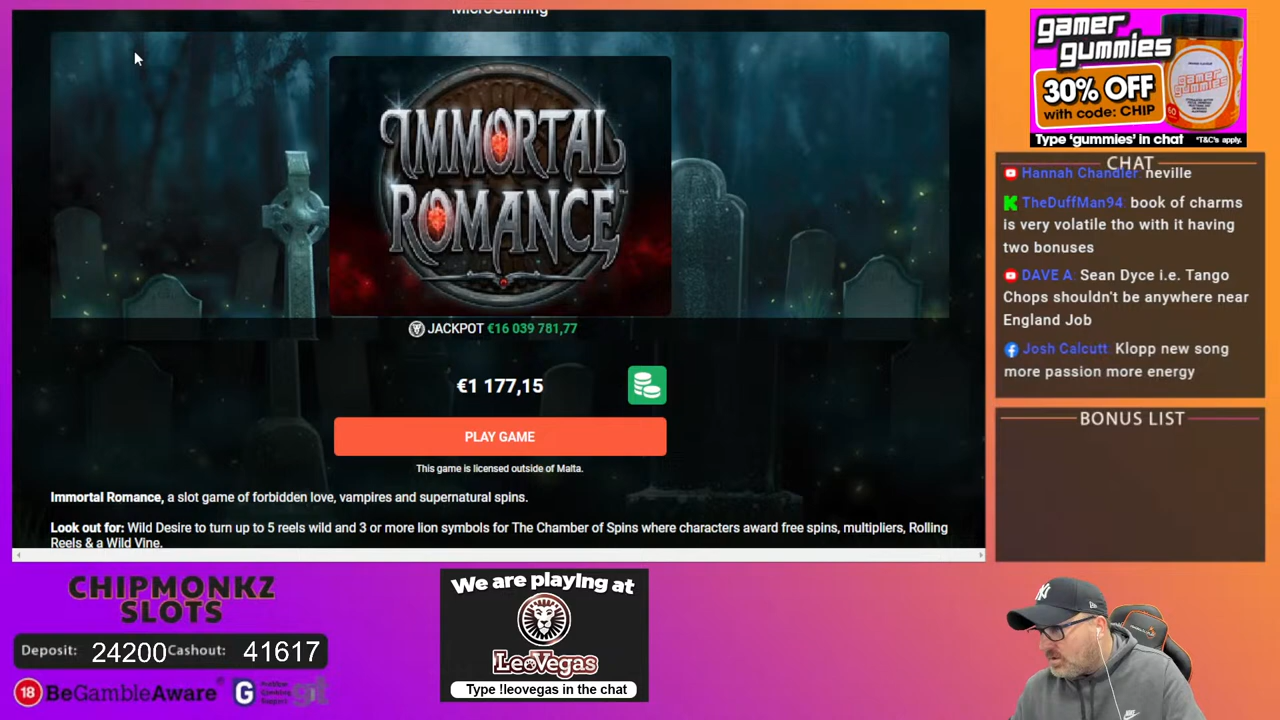 MicroGaming
IMMORTAL
ROMANCE™
JACKPOT €16 039 781,77
€1 177,15
PLAY GAME
This game is licensed outside of Malta.
Immortal Romance, a slot game of forbidden love, vampires and supernatural spins.
Look out for: Wild Desire to turn up to 5 reels wild and 3 or more lion symbols for The Chamber of Spins where characters award free spins, multipliers, Rolling
Reels & a Wild Vine.
gamer
gummies
30% OFF
with code: CHIP
gamer
gummies
60
Type 'gummies' in chat *T&C's apply.
CHAT
Hannah Chandler: neville
TheDuffMan94: book of charms
is very volatile tho with it having
two bonuses
DAVE A: Sean Dyce i.e. Tango
Chops shouldn't be anywhere near
England Job
Josh Calcutt: Klopp new song
more passion more energy
BONUS LIST
CHIPMONKZ
SLOTS
Deposit: 24200 Cashout: 41617
18 BeGambleAware®
G
We are playing at
LeoVegas
Type !leovegas in the chat
NY